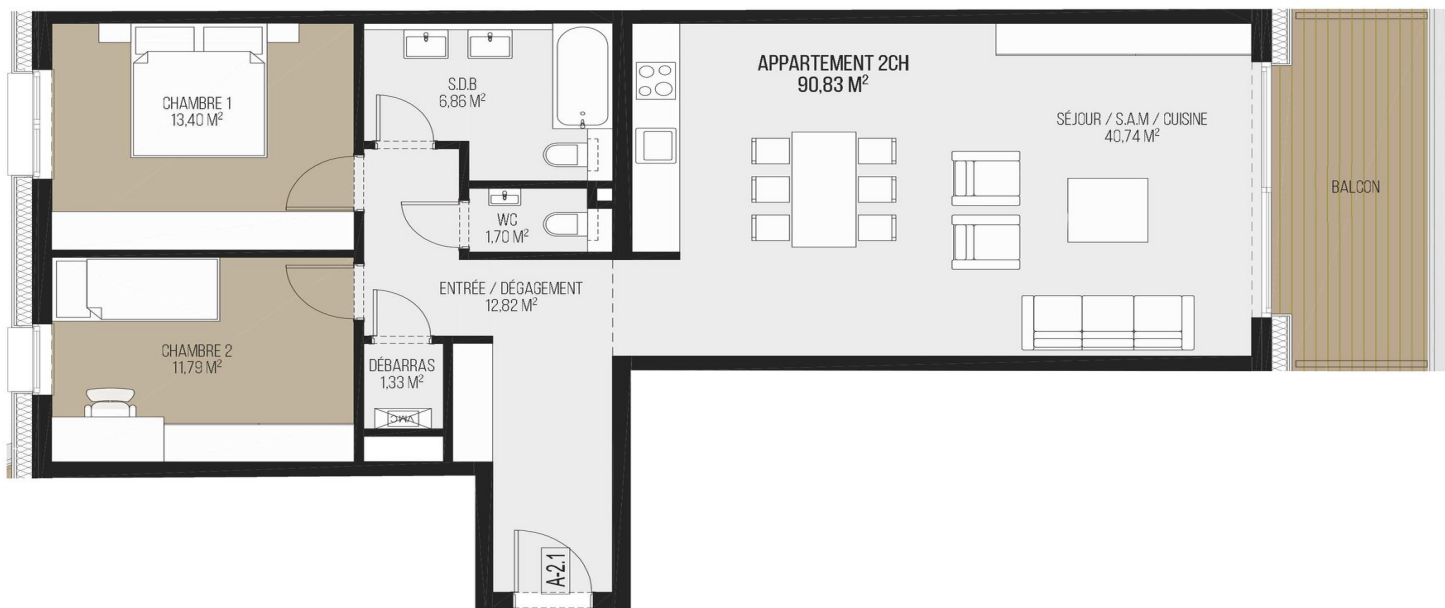 CHAMBRE 1
13,40 M²
S.D.B
6,86 M²
APPARTEMENT 2CH
90,83 M²
SÉJOUR / S.A.M / CUISINE
40,74 M²
BALCON
WC
1,70 M²
ENTRÉE / DÉGAGEMENT
12,82 M²
CHAMBRE 2
11,79 M²
DÉBARRAS
1,33 M²
VMC
A-2.1